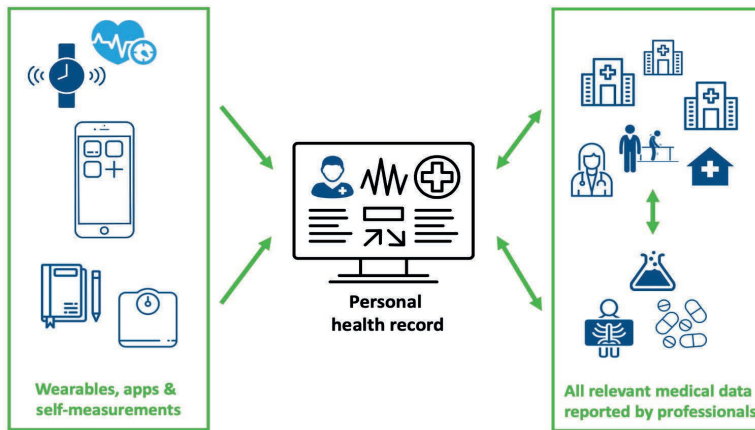 Personal
health record
Wearables, apps &
self-measurements
All relevant medical data
reported by professionals